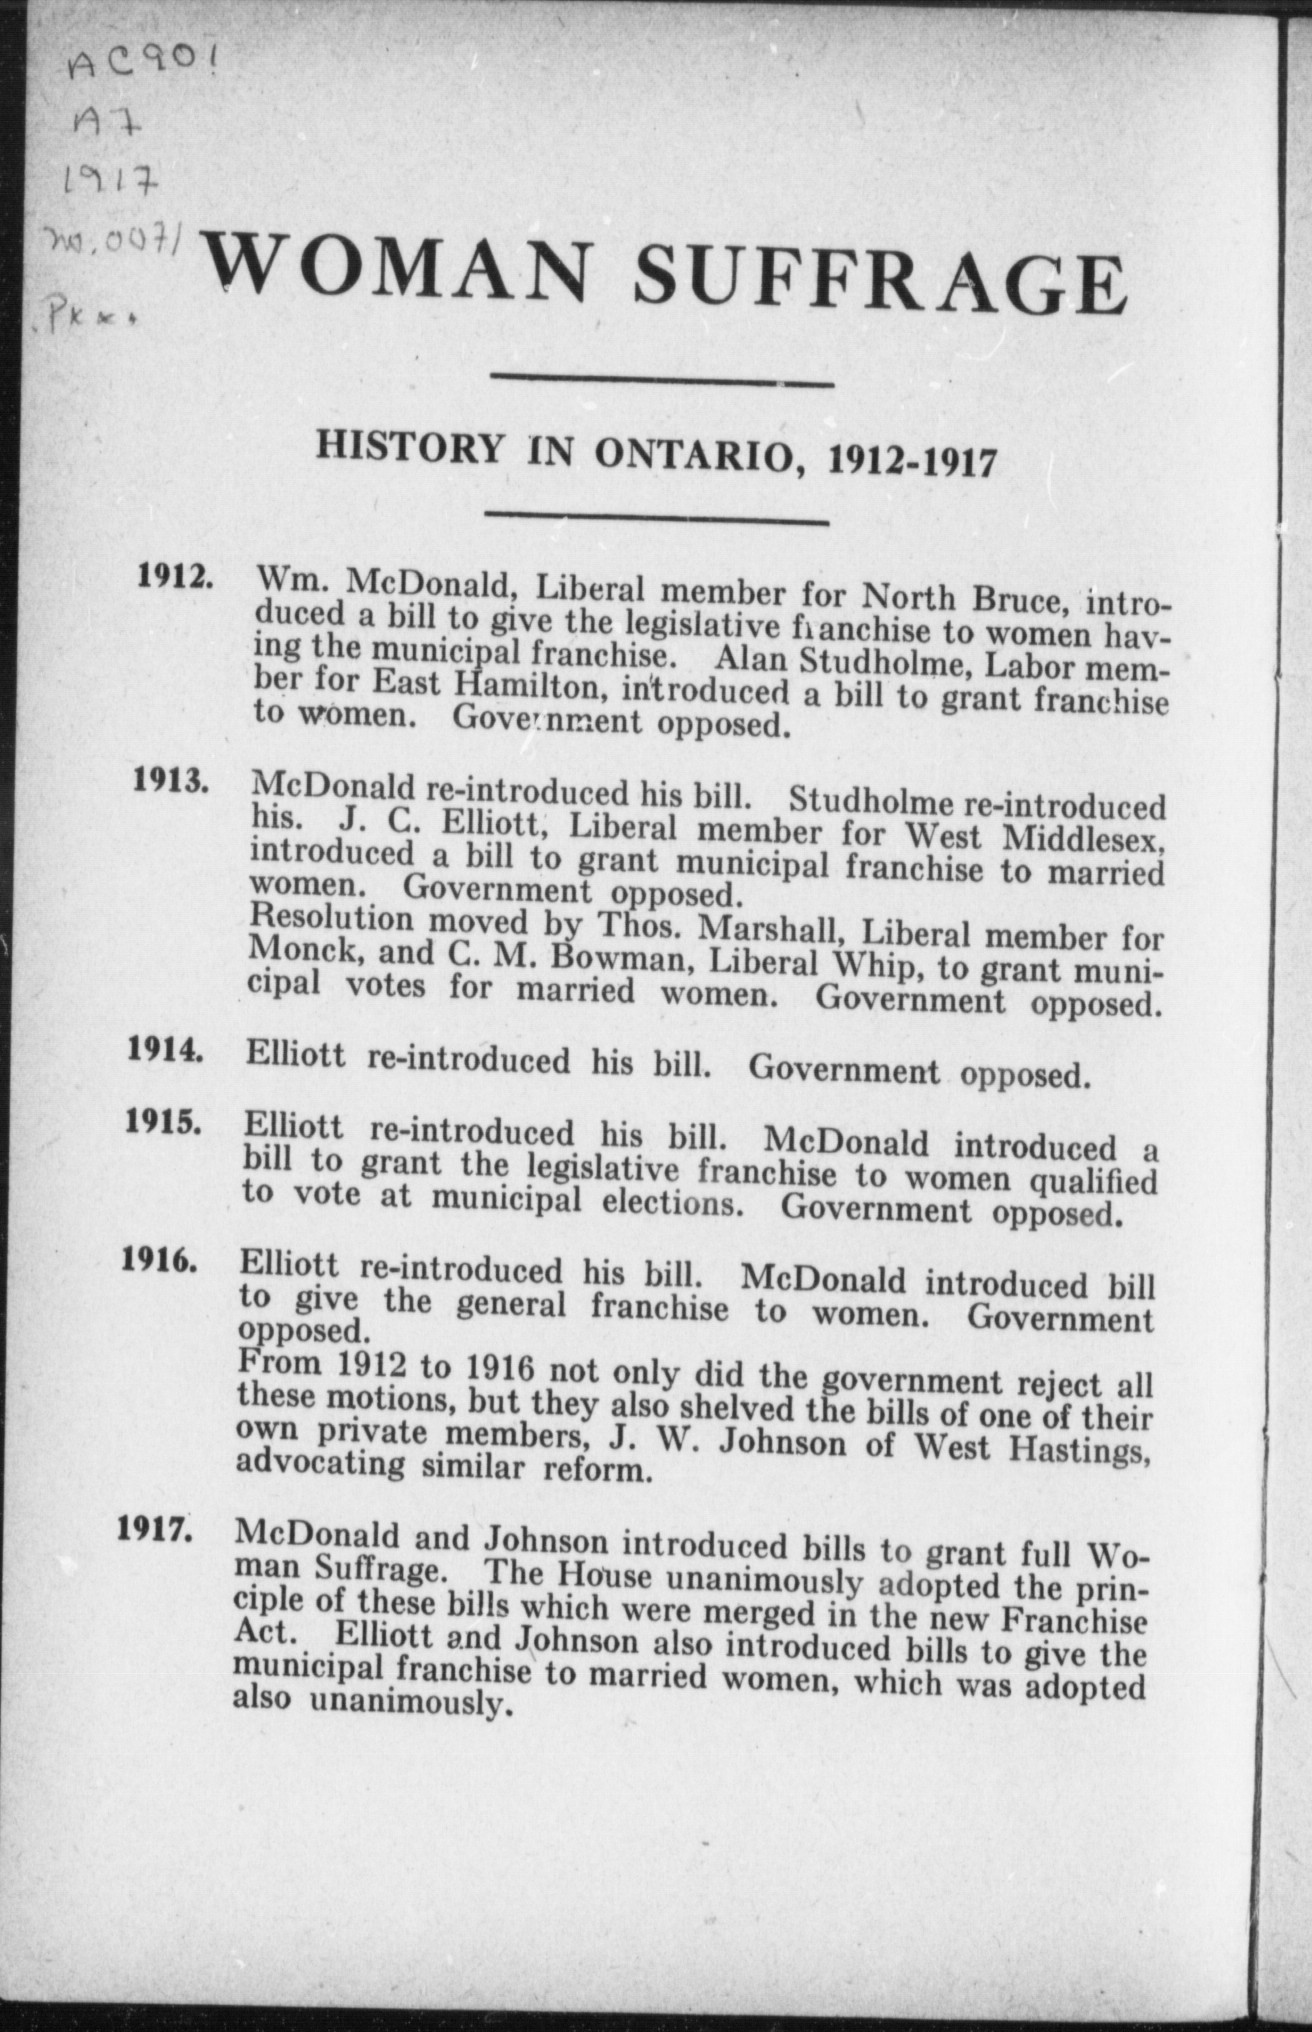 AC901
A7
1917
no. 0071
WOMAN SUFFRAGE
HISTORY IN ONTARIO, 1912-1917
1912. Wm. McDonald, Liberal member for North Bruce, intro-
duced a bill to give the legislative franchise to women hav-
ing the municipal franchise. Alan Studholme, Labor mem-
ber for East Hamilton, introduced a bill to grant franchise
to women. Government opposed.
1913. McDonald re-introduced his bill. Studholme re-introduced
his. J. C. Elliott, Liberal member for West Middlesex,
introduced a bill to grant municipal franchise to married
women. Government opposed.
Resolution moved by Thos. Marshall, Liberal member for
Monck, and C. M. Bowman, Liberal Whip, to grant muni-
cipal votes for married women. Government opposed.
1914. Elliott re-introduced his bill. Government opposed.
1915. Elliott re-introduced his bill. McDonald introduced a
bill to grant the legislative franchise to women qualified
to vote at municipal elections. Government opposed.
1916. Elliott re-introduced his bill. McDonald introduced bill
to give the general franchise to women. Government
opposed.
From 1912 to 1916 not only did the government reject all
these motions, but they also shelved the bills of one of their
own private members, J. W. Johnson of West Hastings,
advocating similar reform.
1917. McDonald and Johnson introduced bills to grant full Wo-
man Suffrage. The House unanimously adopted the prin-
ciple of these bills which were merged in the new Franchise
Act. Elliott and Johnson also introduced bills to give the
municipal franchise to married women, which was adopted
also unanimously.